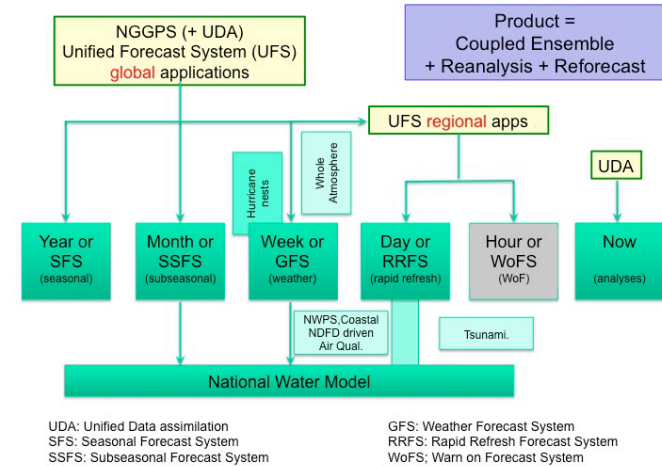 NGGPS (+ UDA)
Unified Forecast System (UFS)
global applications
Product =
Coupled Ensemble
+ Reanalysis + Reforecast
UFS regional apps
UDA
Hurricane
nests
Whole
Atmosphere
Year or
SFS
(seasonal)
Month or
SSFS
(subseasonal)
Week or
GFS
(weather)
Day or
RRFS
(rapid refresh)
Hour or
WoFS
(WoF)
Now
(analyses)
NWPS,Coastal
NDFD driven
Air Qual.
Tsunami.
National Water Model
UDA: Unified Data assimilation
SFS: Seasonal Forecast System
SSFS: Subseasonal Forecast System
GFS: Weather Forecast System
RRFS: Rapid Refresh Forecast System
WoFS; Warn on Forecast System